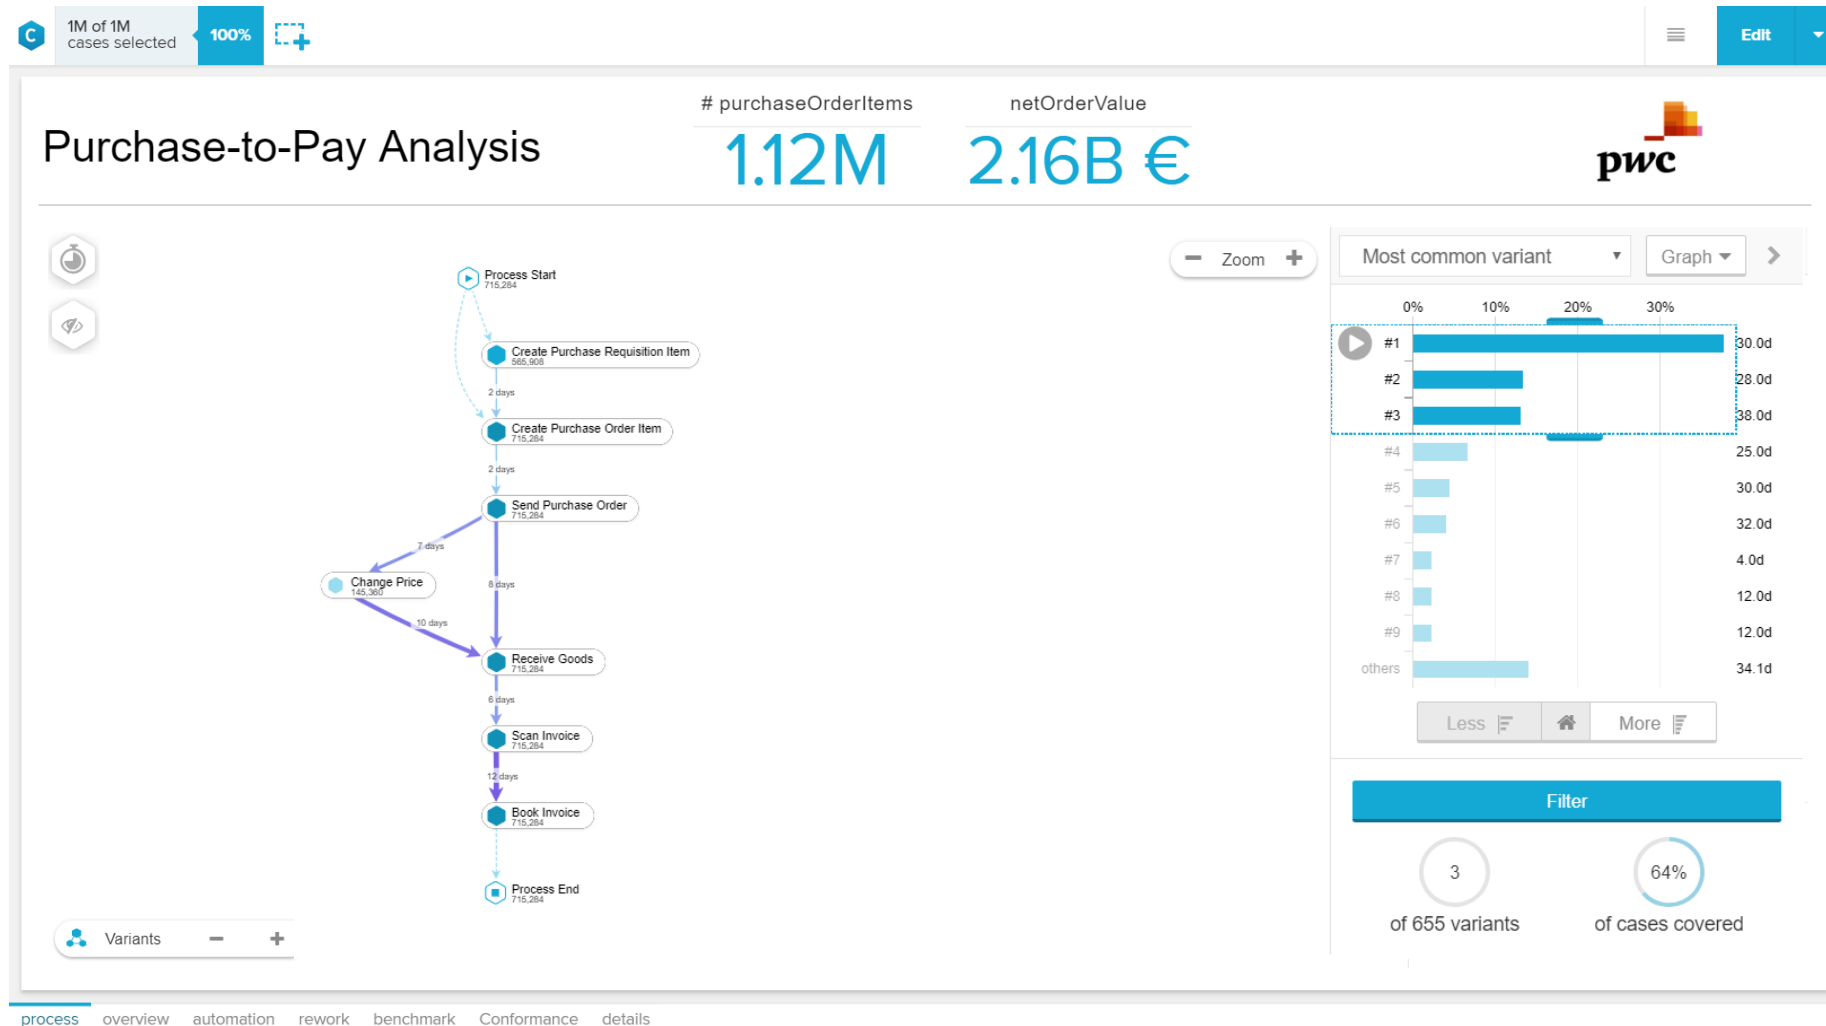 C
1M of 1M
cases selected
100%
Edit
Purchase-to-Pay Analysis
# purchaseOrderItems
1.12M
netOrderValue
2.16B €
pwc
Zoom
Most common variant
Graph
Process Start
715,284
Create Purchase Requisition Item
565,908
2 days
Create Purchase Order Item
715,284
2 days
Send Purchase Order
715,284
7 days
Change Price
145,360
8 days
10 days
Receive Goods
715,284
6 days
Scan Invoice
715,284
12 days
Book Invoice
715,284
Process End
715,284
Variants
0% 10% 20% 30%
#1 30.0d
#2 28.0d
#3 38.0d
#4 25.0d
#5 30.0d
#6 32.0d
#7 4.0d
#8 12.0d
#9 12.0d
others 34.1d
Less
More
Filter
3
of 655 variants
64%
of cases covered
process overview automation rework benchmark Conformance details